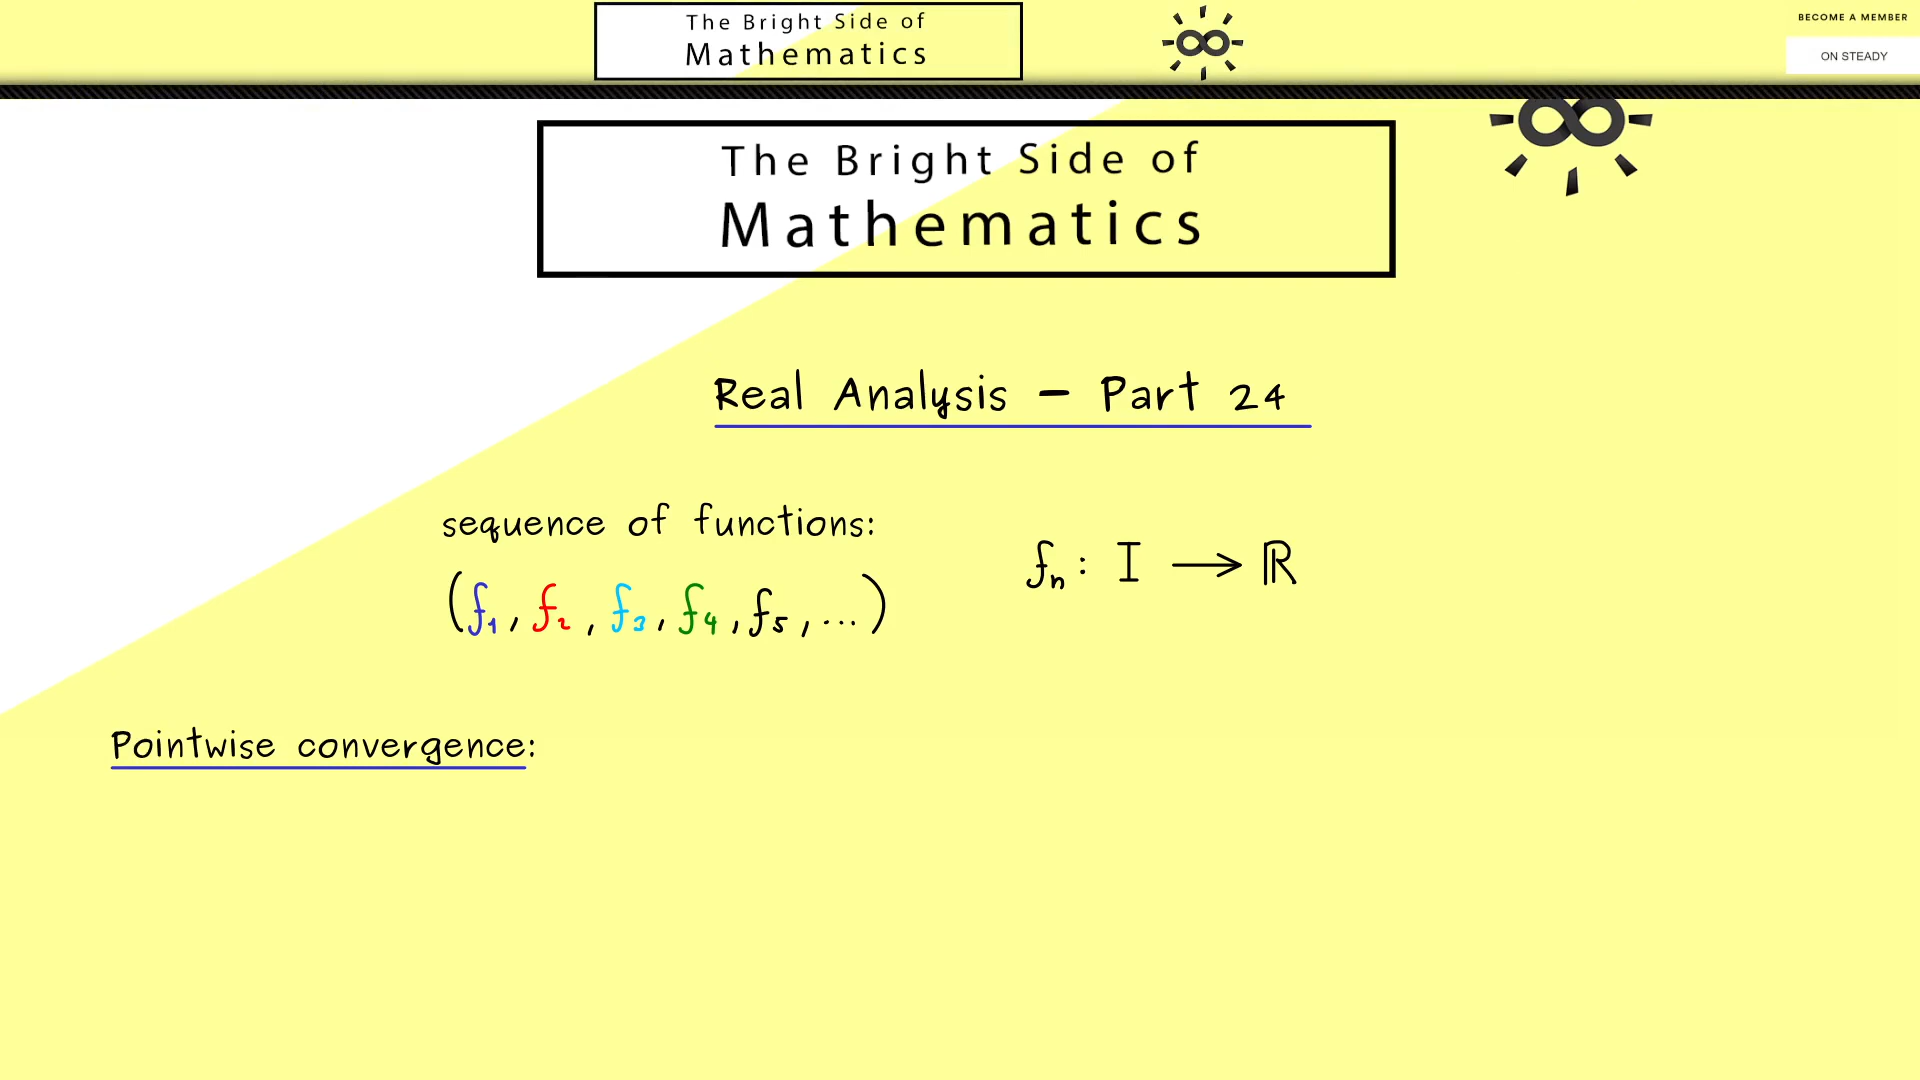 The Bright Side of
Mathematics
BECOME A MEMBER
ON STEADY
The Bright Side of
Mathematics
Real Analysis – Part 24
sequence of functions:
(f₁, f₂, f₃, f₄, f₅, ...)
fₙ: I ⟶ ℝ
Pointwise convergence: